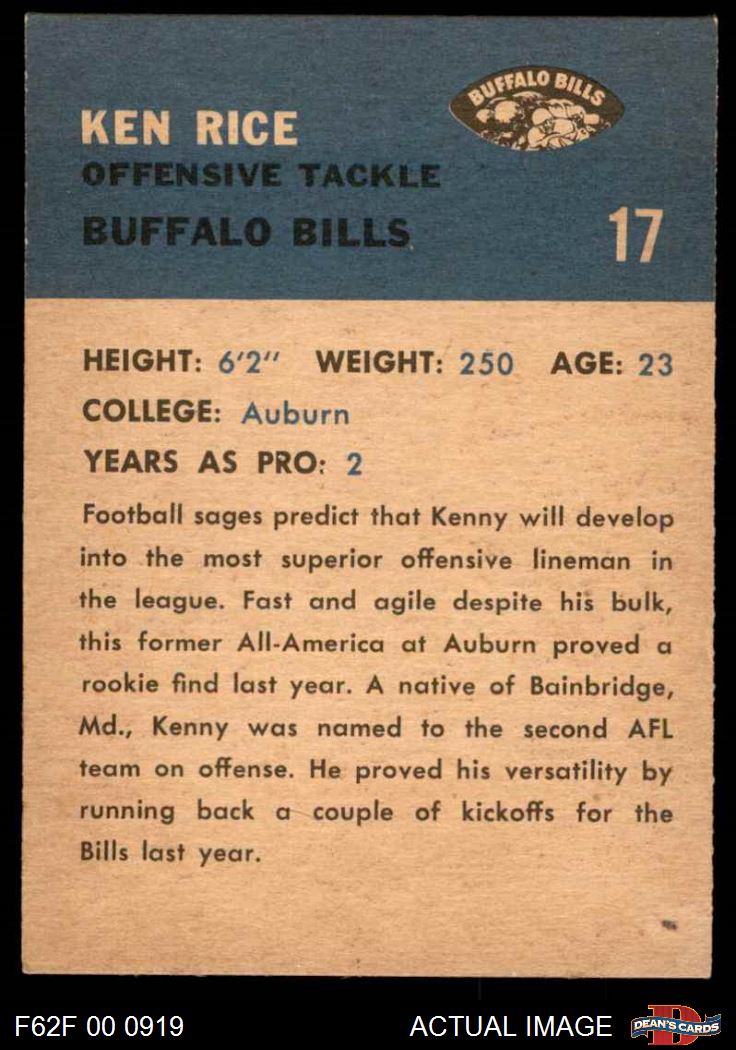 BUFFALO BILLS
KEN RICE
OFFENSIVE TACKLE
BUFFALO BILLS
17
HEIGHT: 6'2" WEIGHT: 250 AGE: 23
COLLEGE: Auburn
YEARS AS PRO: 2
Football sages predict that Kenny will develop
into the most superior offensive lineman in
the league. Fast and agile despite his bulk,
this former All-America at Auburn proved a
rookie find last year. A native of Bainbridge,
Md., Kenny was named to the second AFL
team on offense. He proved his versatility by
running back a couple of kickoffs for the
Bills last year.
F62F 00 0919
ACTUAL IMAGE
D
DEAN'S CARDS